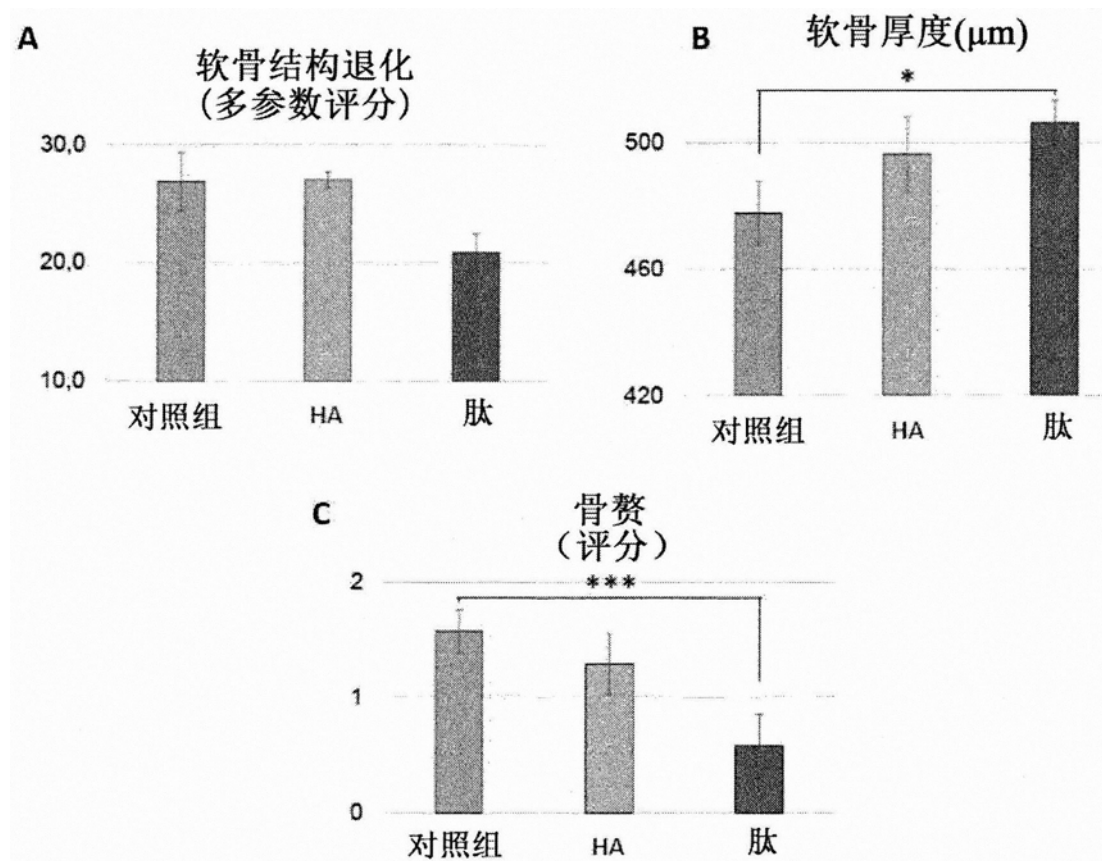 A
软骨结构退化
(多参数评分)
30,0
20,0
10,0
对照组 HA 肽
B
软骨厚度(μm)
*
500
460
420
对照组 HA 肽
C
骨赘
（评分）
***
2
1
0
对照组 HA 肽